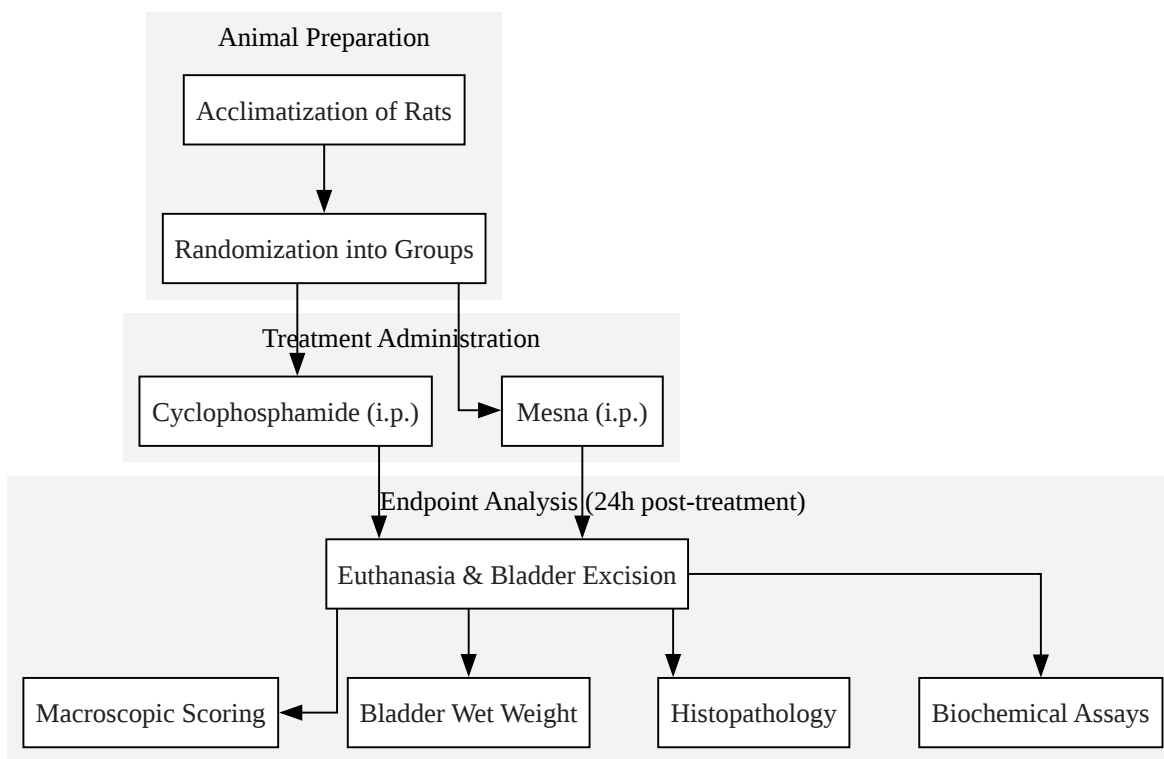 Animal Preparation
Acclimatization of Rats
Randomization into Groups
Treatment Administration
Cyclophosphamide (i.p.)
Mesna (i.p.)
Endpoint Analysis (24h post-treatment)
Euthanasia & Bladder Excision
Macroscopic Scoring
Bladder Wet Weight
Histopathology
Biochemical Assays